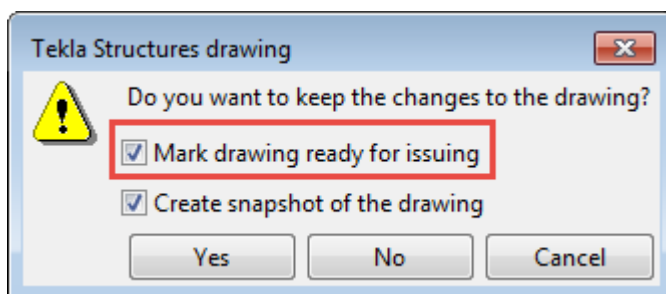 Tekla Structures drawing
Do you want to keep the changes to the drawing?
Mark drawing ready for issuing
Create snapshot of the drawing
Yes No Cancel